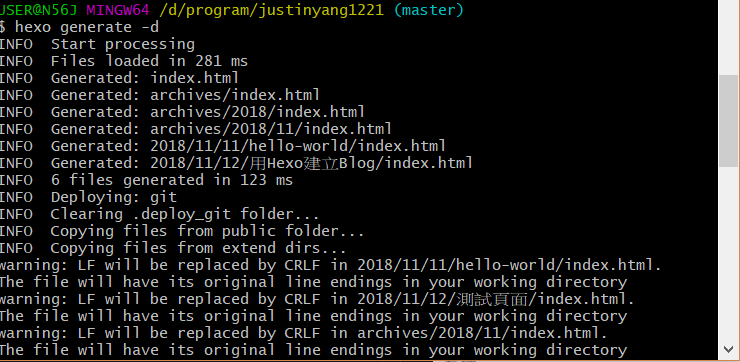 USER@N56J MINGW64 /d/program/justinyang1221 (master)
$ hexo generate -d
INFO  Start processing
INFO  Files loaded in 281 ms
INFO  Generated: index.html
INFO  Generated: archives/index.html
INFO  Generated: archives/2018/index.html
INFO  Generated: archives/2018/11/index.html
INFO  Generated: 2018/11/11/hello-world/index.html
INFO  Generated: 2018/11/12/用Hexo建立Blog/index.html
INFO  6 files generated in 123 ms
INFO  Deploying: git
INFO  Clearing .deploy_git folder...
INFO  Copying files from public folder...
INFO  Copying files from extend dirs...
warning: LF will be replaced by CRLF in 2018/11/11/hello-world/index.html.
The file will have its original line endings in your working directory
warning: LF will be replaced by CRLF in 2018/11/12/測試頁面/index.html.
The file will have its original line endings in your working directory
warning: LF will be replaced by CRLF in archives/2018/11/index.html.
The file will have its original line endings in your working directory